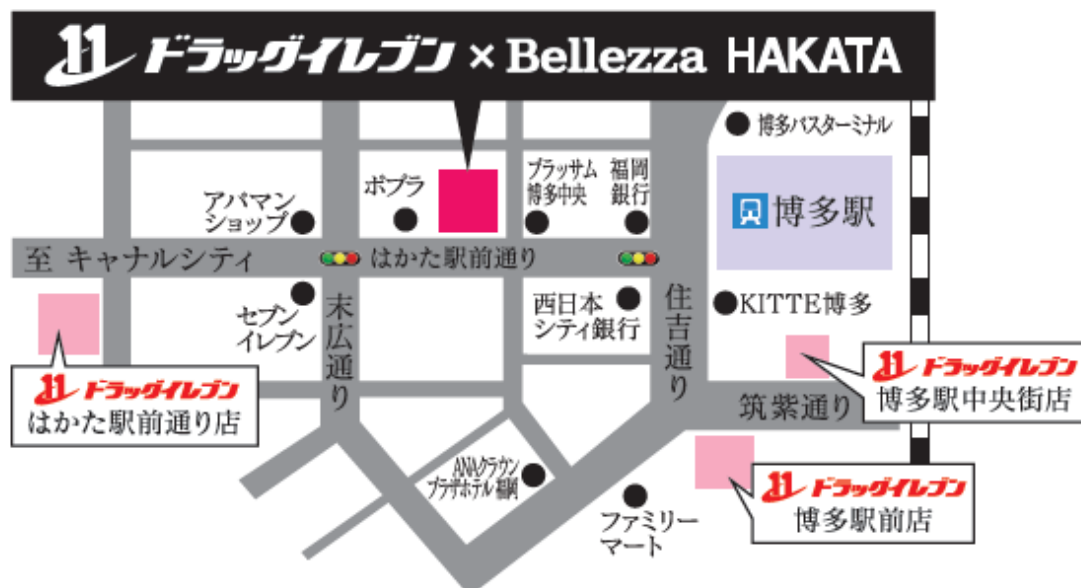 ドラッグイレブン × Bellezza HAKATA
博多バスターミナル
ポプラ
ブラッサム
博多中央
福岡
銀行
アパマン
ショップ
博多駅
至 キャナルシティ
はかた駅前通り
セブン
イレブン
末広通り
西日本
シティ銀行
住吉通り
KITTE博多
ドラッグイレブン
はかた駅前通り店
ドラッグイレブン
博多駅中央街店
筑紫通り
ANAクラウン
プラザホテル福岡
ドラッグイレブン
博多駅前店
ファミリー
マート